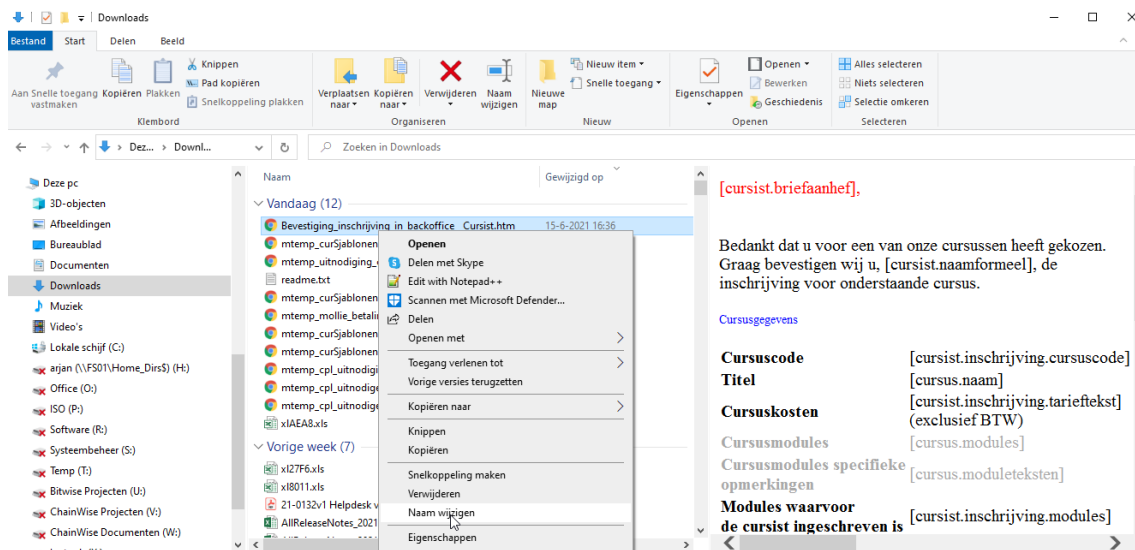 Downloads
Bestand Start Delen Beeld
Aan Snelle toegang vastmaken
Kopiëren
Plakken
Knippen
Pad kopiëren
Snelkoppeling plakken
Klembord
Verplaatsen naar
Kopiëren naar
Verwijderen
Naam wijzigen
Organiseren
Nieuwe map
Nieuw item
Snelle toegang
Nieuw
Eigenschappen
Openen
Bewerken
Geschiedenis
Openen
Alles selecteren
Niets selecteren
Selectie omkeren
Selecteren
Dez... > Downl...
Zoeken in Downloads
Deze pc
3D-objecten
Afbeeldingen
Bureaublad
Documenten
Downloads
Muziek
Video's
Lokale schijf (C:)
arjan (\\FS01\Home_Dirs$) (H:)
Office (O:)
ISO (P:)
Software (R:)
Systeembeheer (S:)
Temp (T:)
Bitwise Projecten (U:)
ChainWise Projecten (V:)
ChainWise Documenten (W:)
Naam Gewijzigd op
Vandaag (12)
Bevestiging_inschrijving_in_backoffice__Cursist.htm 15-6-2021 16:36
mtemp_curSjablonen
mtemp_uitnodiging_
readme.txt
mtemp_curSjablonen
mtemp_mollie_betalin
mtemp_curSjablonen
mtemp_curSjablonen
mtemp_cpl_uitnodigi
mtemp_cpl_uitnodige
mtemp_cpl_uitnodige
xlAEA8.xls
Vorige week (7)
xl27F6.xls
xl8011.xls
21-0132v1 Helpdesk v
AllReleaseNotes_2021
Openen
Delen met Skype
Edit with Notepad++
Scannen met Microsoft Defender...
Delen
Openen met
Toegang verlenen tot
Vorige versies terugzetten
Kopiëren naar
Knippen
Kopiëren
Snelkoppeling maken
Verwijderen
Naam wijzigen
Eigenschappen
[cursist.briefaanhef],
Bedankt dat u voor een van onze cursussen heeft gekozen.
Graag bevestigen wij u, [cursist.naamformeel], de
inschrijving voor onderstaande cursus.
Cursusgegevens
Cursuscode [cursist.inschrijving.cursuscode]
Titel [cursus.naam]
Cursuskosten [cursist.inschrijving.tarieftekst]
(exclusief BTW)
Cursusmodules [cursus.modules]
Cursusmodules specifieke
opmerkingen [cursus.moduleteksten]
Modules waarvoor
de cursist ingeschreven is [cursist.inschrijving.modules]